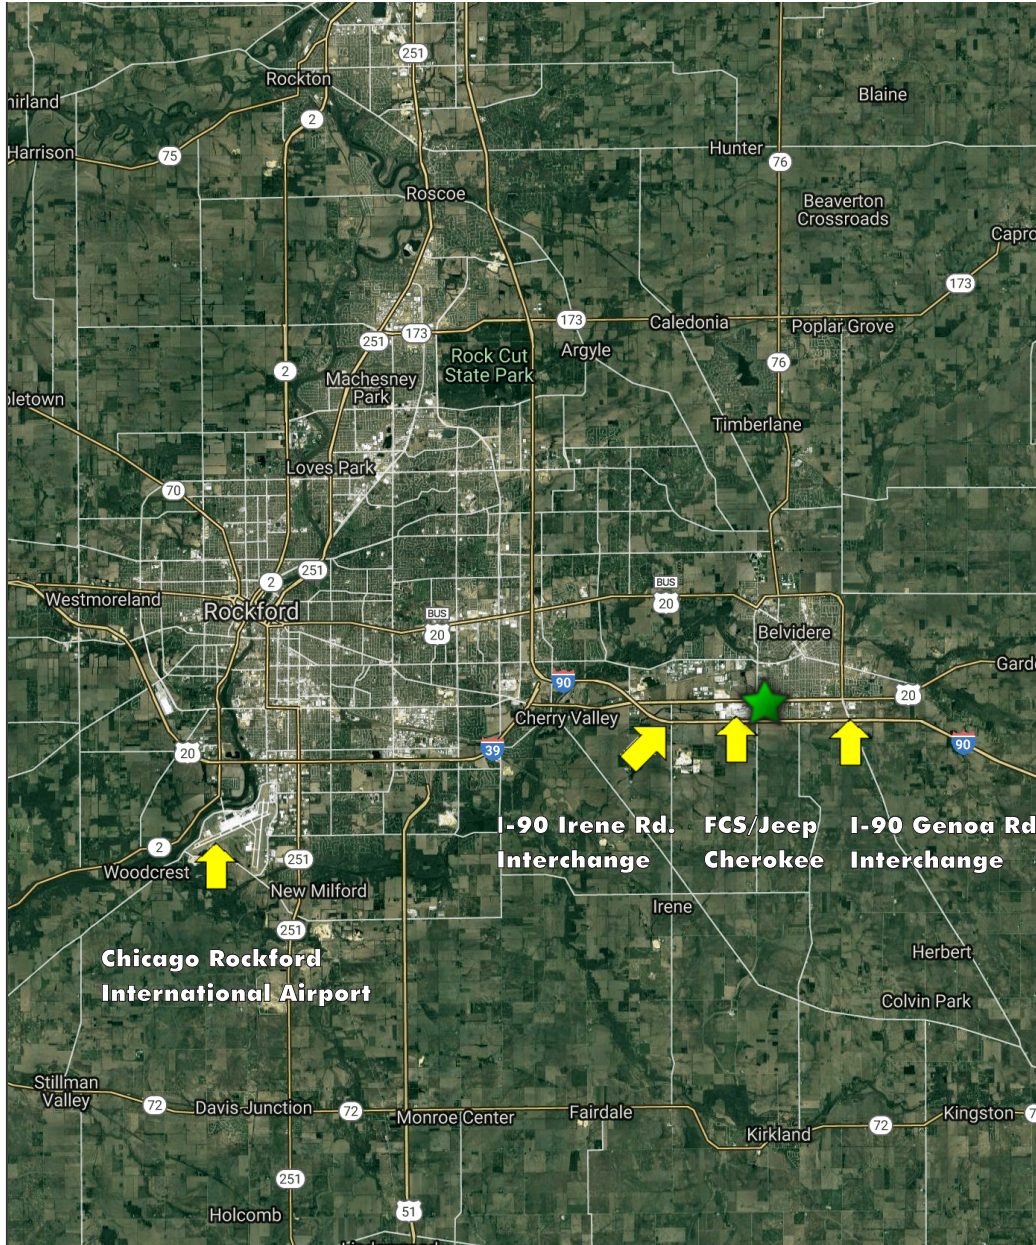 251
Rockton
Blaine
2
Harrison
75
Hunter
76
Roscoe
Beaverton
Crossroads
173
173
251
173
Caledonia
Poplar Grove
Argyle
Rock Cut
State Park
76
2
Machesney
Park
Timberlane
Loves Park
70
251
2
BUS
20
Westmoreland
Rockford
BUS
20
Belvidere
90
20
Cherry Valley
39
90
20
I-90 Irene Rd.
Interchange
FCS/Jeep
Cherokee
I-90 Genoa Rd
Interchange
2
251
Woodcrest
New Milford
Irene
251
Chicago Rockford
International Airport
Herbert
Colvin Park
Stillman
Valley
72
Davis Junction
72
Monroe Center
Fairdale
Kingston
72
Kirkland
251
51
Holcomb